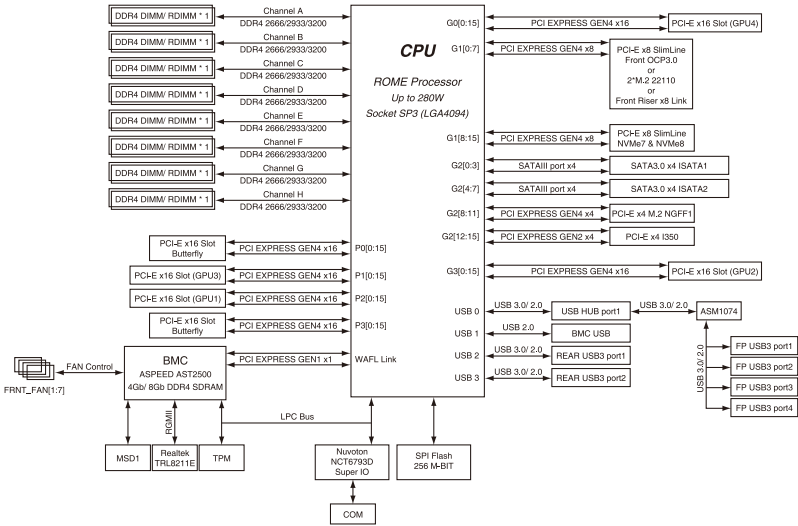 DDR4 DIMM/ RDIMM * 1
Channel A
DDR4 2666/2933/3200
DDR4 DIMM/ RDIMM * 1
Channel B
DDR4 2666/2933/3200
DDR4 DIMM/ RDIMM * 1
Channel C
DDR4 2666/2933/3200
DDR4 DIMM/ RDIMM * 1
Channel D
DDR4 2666/2933/3200
DDR4 DIMM/ RDIMM * 1
Channel E
DDR4 2666/2933/3200
DDR4 DIMM/ RDIMM * 1
Channel F
DDR4 2666/2933/3200
DDR4 DIMM/ RDIMM * 1
Channel G
DDR4 2666/2933/3200
DDR4 DIMM/ RDIMM * 1
Channel H
DDR4 2666/2933/3200
CPU
ROME Processor
Up to 280W
Socket SP3 (LGA4094)
G0[0:15]
PCI EXPRESS GEN4 x16
PCI-E x16 Slot (GPU4)
G1[0:7]
PCI EXPRESS GEN4 x8
PCI-E x8 SlimLine
Front OCP3.0
or
2*M.2 22110
or
Front Riser x8 Link
G1[8:15]
PCI EXPRESS GEN4 x8
PCI-E x8 SlimLine
NVMe7 & NVMe8
G2[0:3]
SATAIII port x4
SATA3.0 x4 ISATA1
G2[4:7]
SATAIII port x4
SATA3.0 x4 ISATA2
G2[8:11]
PCI EXPRESS GEN4 x4
PCI-E x4 M.2 NGFF1
G2[12:15]
PCI EXPRESS GEN2 x4
PCI-E x4 I350
G3[0:15]
PCI EXPRESS GEN4 x16
PCI-E x16 Slot (GPU2)
PCI-E x16 Slot
Butterfly
PCI EXPRESS GEN4 x16
P0[0:15]
PCI-E x16 Slot (GPU3)
PCI EXPRESS GEN4 x16
P1[0:15]
PCI-E x16 Slot (GPU1)
PCI EXPRESS GEN4 x16
P2[0:15]
PCI-E x16 Slot
Butterfly
PCI EXPRESS GEN4 x16
P3[0:15]
USB 0
USB 3.0/ 2.0
USB HUB port1
USB 3.0/ 2.0
ASM1074
USB 1
USB 2.0
BMC USB
USB 2
USB 3.0/ 2.0
REAR USB3 port1
USB 3
USB 3.0/ 2.0
REAR USB3 port2
USB 3.0/ 2.0
FP USB3 port1
FP USB3 port2
FP USB3 port3
FP USB3 port4
FRNT_FAN[1:7]
FAN Control
BMC
ASPEED AST2500
4Gb/ 8Gb DDR4 SDRAM
PCI EXPRESS GEN1 x1
WAFL Link
LPC Bus
RGMII
MSD1
Realtek
TRL8211E
TPM
Nuvoton
NCT6793D
Super IO
SPI Flash
256 M-BIT
COM